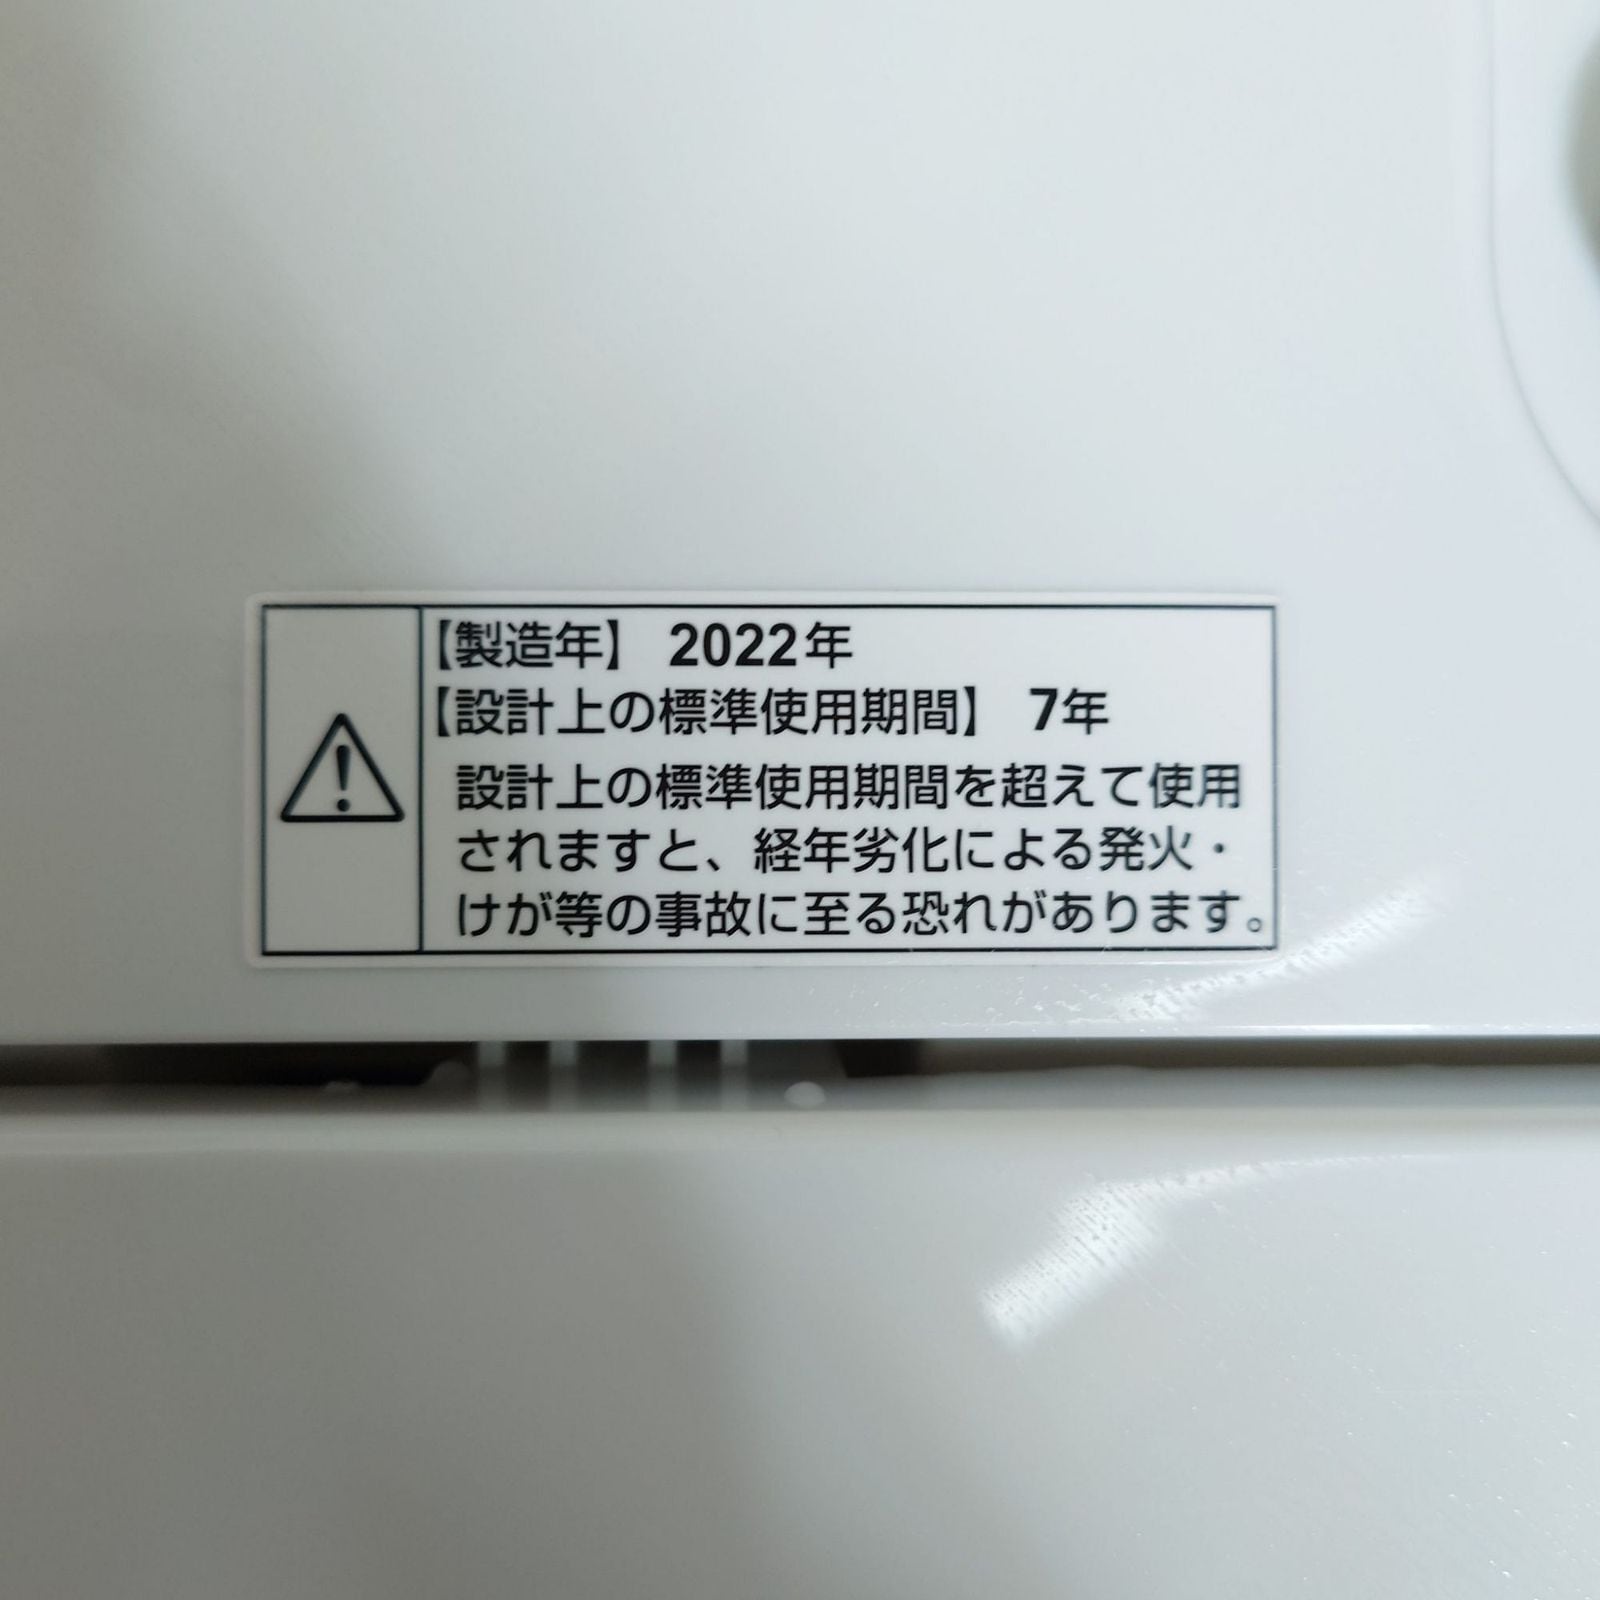 【製造年】 2022年
【設計上の標準使用期間】 7年
設計上の標準使用期間を超えて使用
されますと、経年劣化による発火・
けが等の事故に至る恐れがあります。